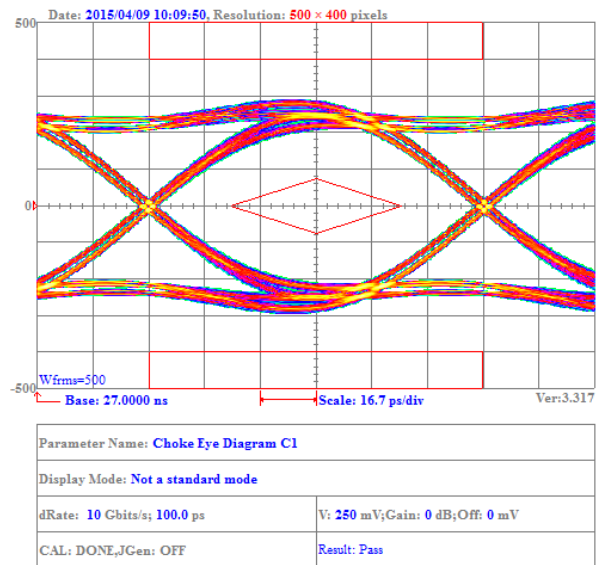 Date: 2015/04/09 10:09:50, Resolution: 500 × 400 pixels
500
0
-500
Wfrms=500
Base: 27.0000 ns Scale: 16.7 ps/div Ver:3.317
Parameter Name: Choke Eye Diagram C1
Display Mode: Not a standard mode
dRate: 10 Gbits/s; 100.0 ps V: 250 mV;Gain: 0 dB;Off: 0 mV
CAL: DONE,JGen: OFF Result: Pass